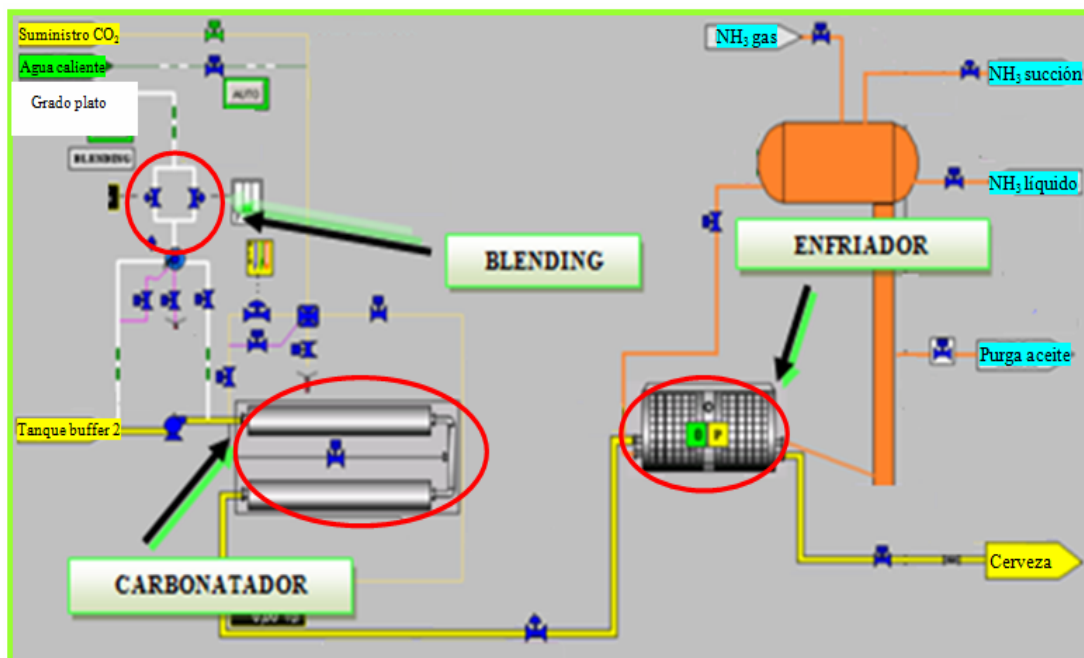 Suministro CO₂
NH₃ gas
Agua caliente
NH₃ succión
AUTO
Grado plato
BLENDING
NH₃ líquido
BLENDING
ENFRIADOR
Purga aceite
Tanque buffer 2
P
CARBONATADOR
Cerveza